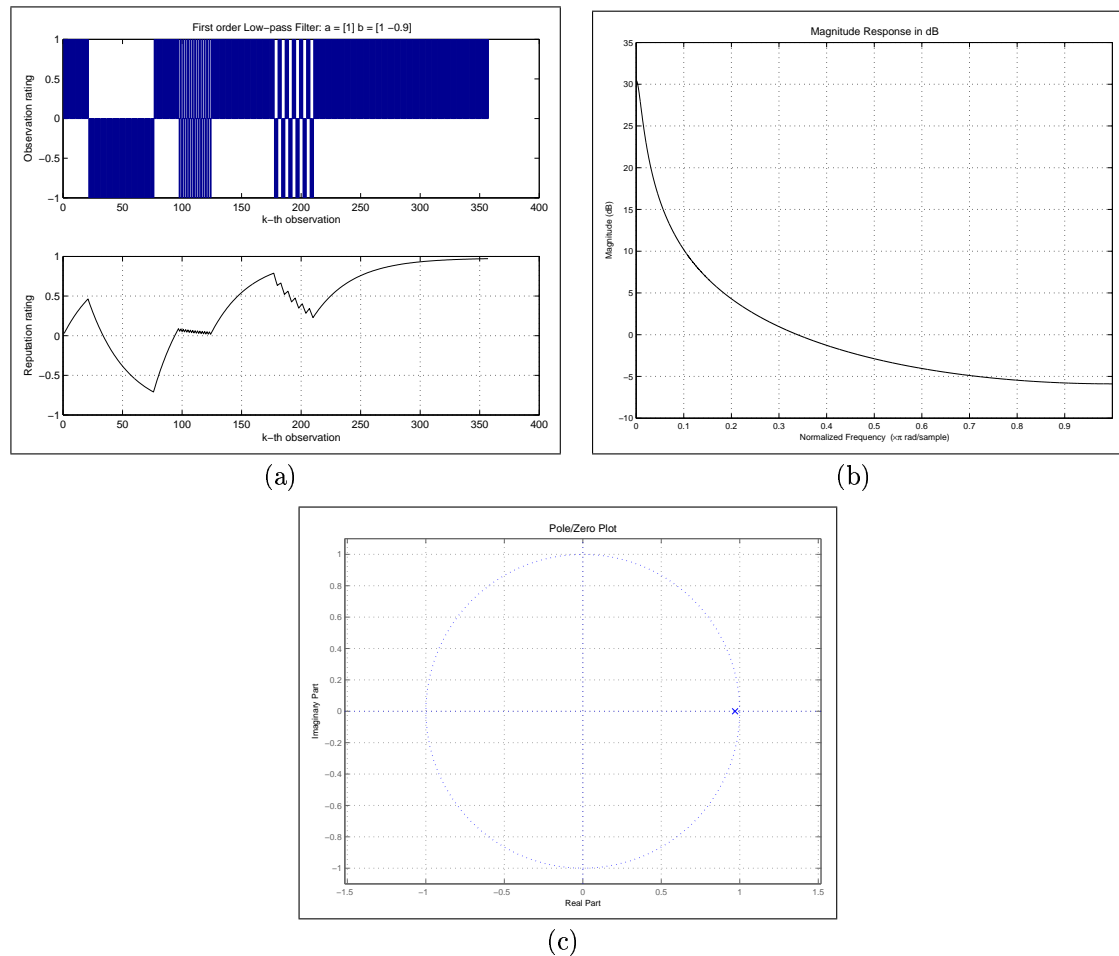 First order Low−pass Filter: a = [1] b = [1 −0.9]
Observation rating
1
0.5
0
−0.5
−1
0 50 100 150 200 250 300 350 400
k−th observation
Reputation rating
1
0.5
0
−0.5
−1
0 50 100 150 200 250 300 350 400
k−th observation
(a)
Magnitude Response in dB
Magnitude (dB)
35
30
25
20
15
10
5
0
−5
−10
0 0.1 0.2 0.3 0.4 0.5 0.6 0.7 0.8 0.9
Normalized Frequency (×π rad/sample)
(b)
Pole/Zero Plot
Imaginary Part
1
0.8
0.6
0.4
0.2
0
−0.2
−0.4
−0.6
−0.8
−1
−1.5 −1 −0.5 0 0.5 1 1.5
Real Part
(c)